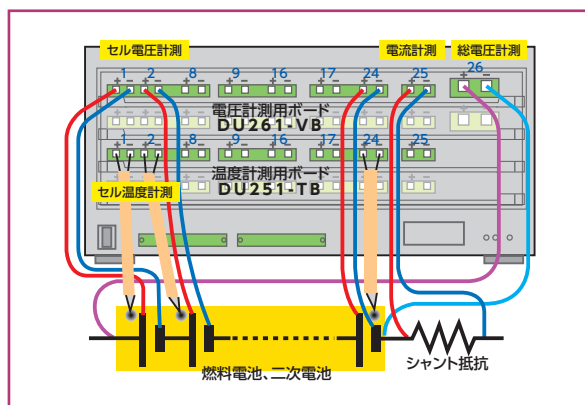 セル電圧計測 電流計測 総電圧計測
1 2 8 9 16 17 24 25 26
+ - + - + - + - + - + - + - + - + -
電圧計測用ボード
DU261-VB
1 2 8 9 16 17 24 25
+ - + - + - + - + - + - + - + -
温度計測用ボード
DU251-TB
セル温度計測
燃料電池、二次電池
シャント抵抗